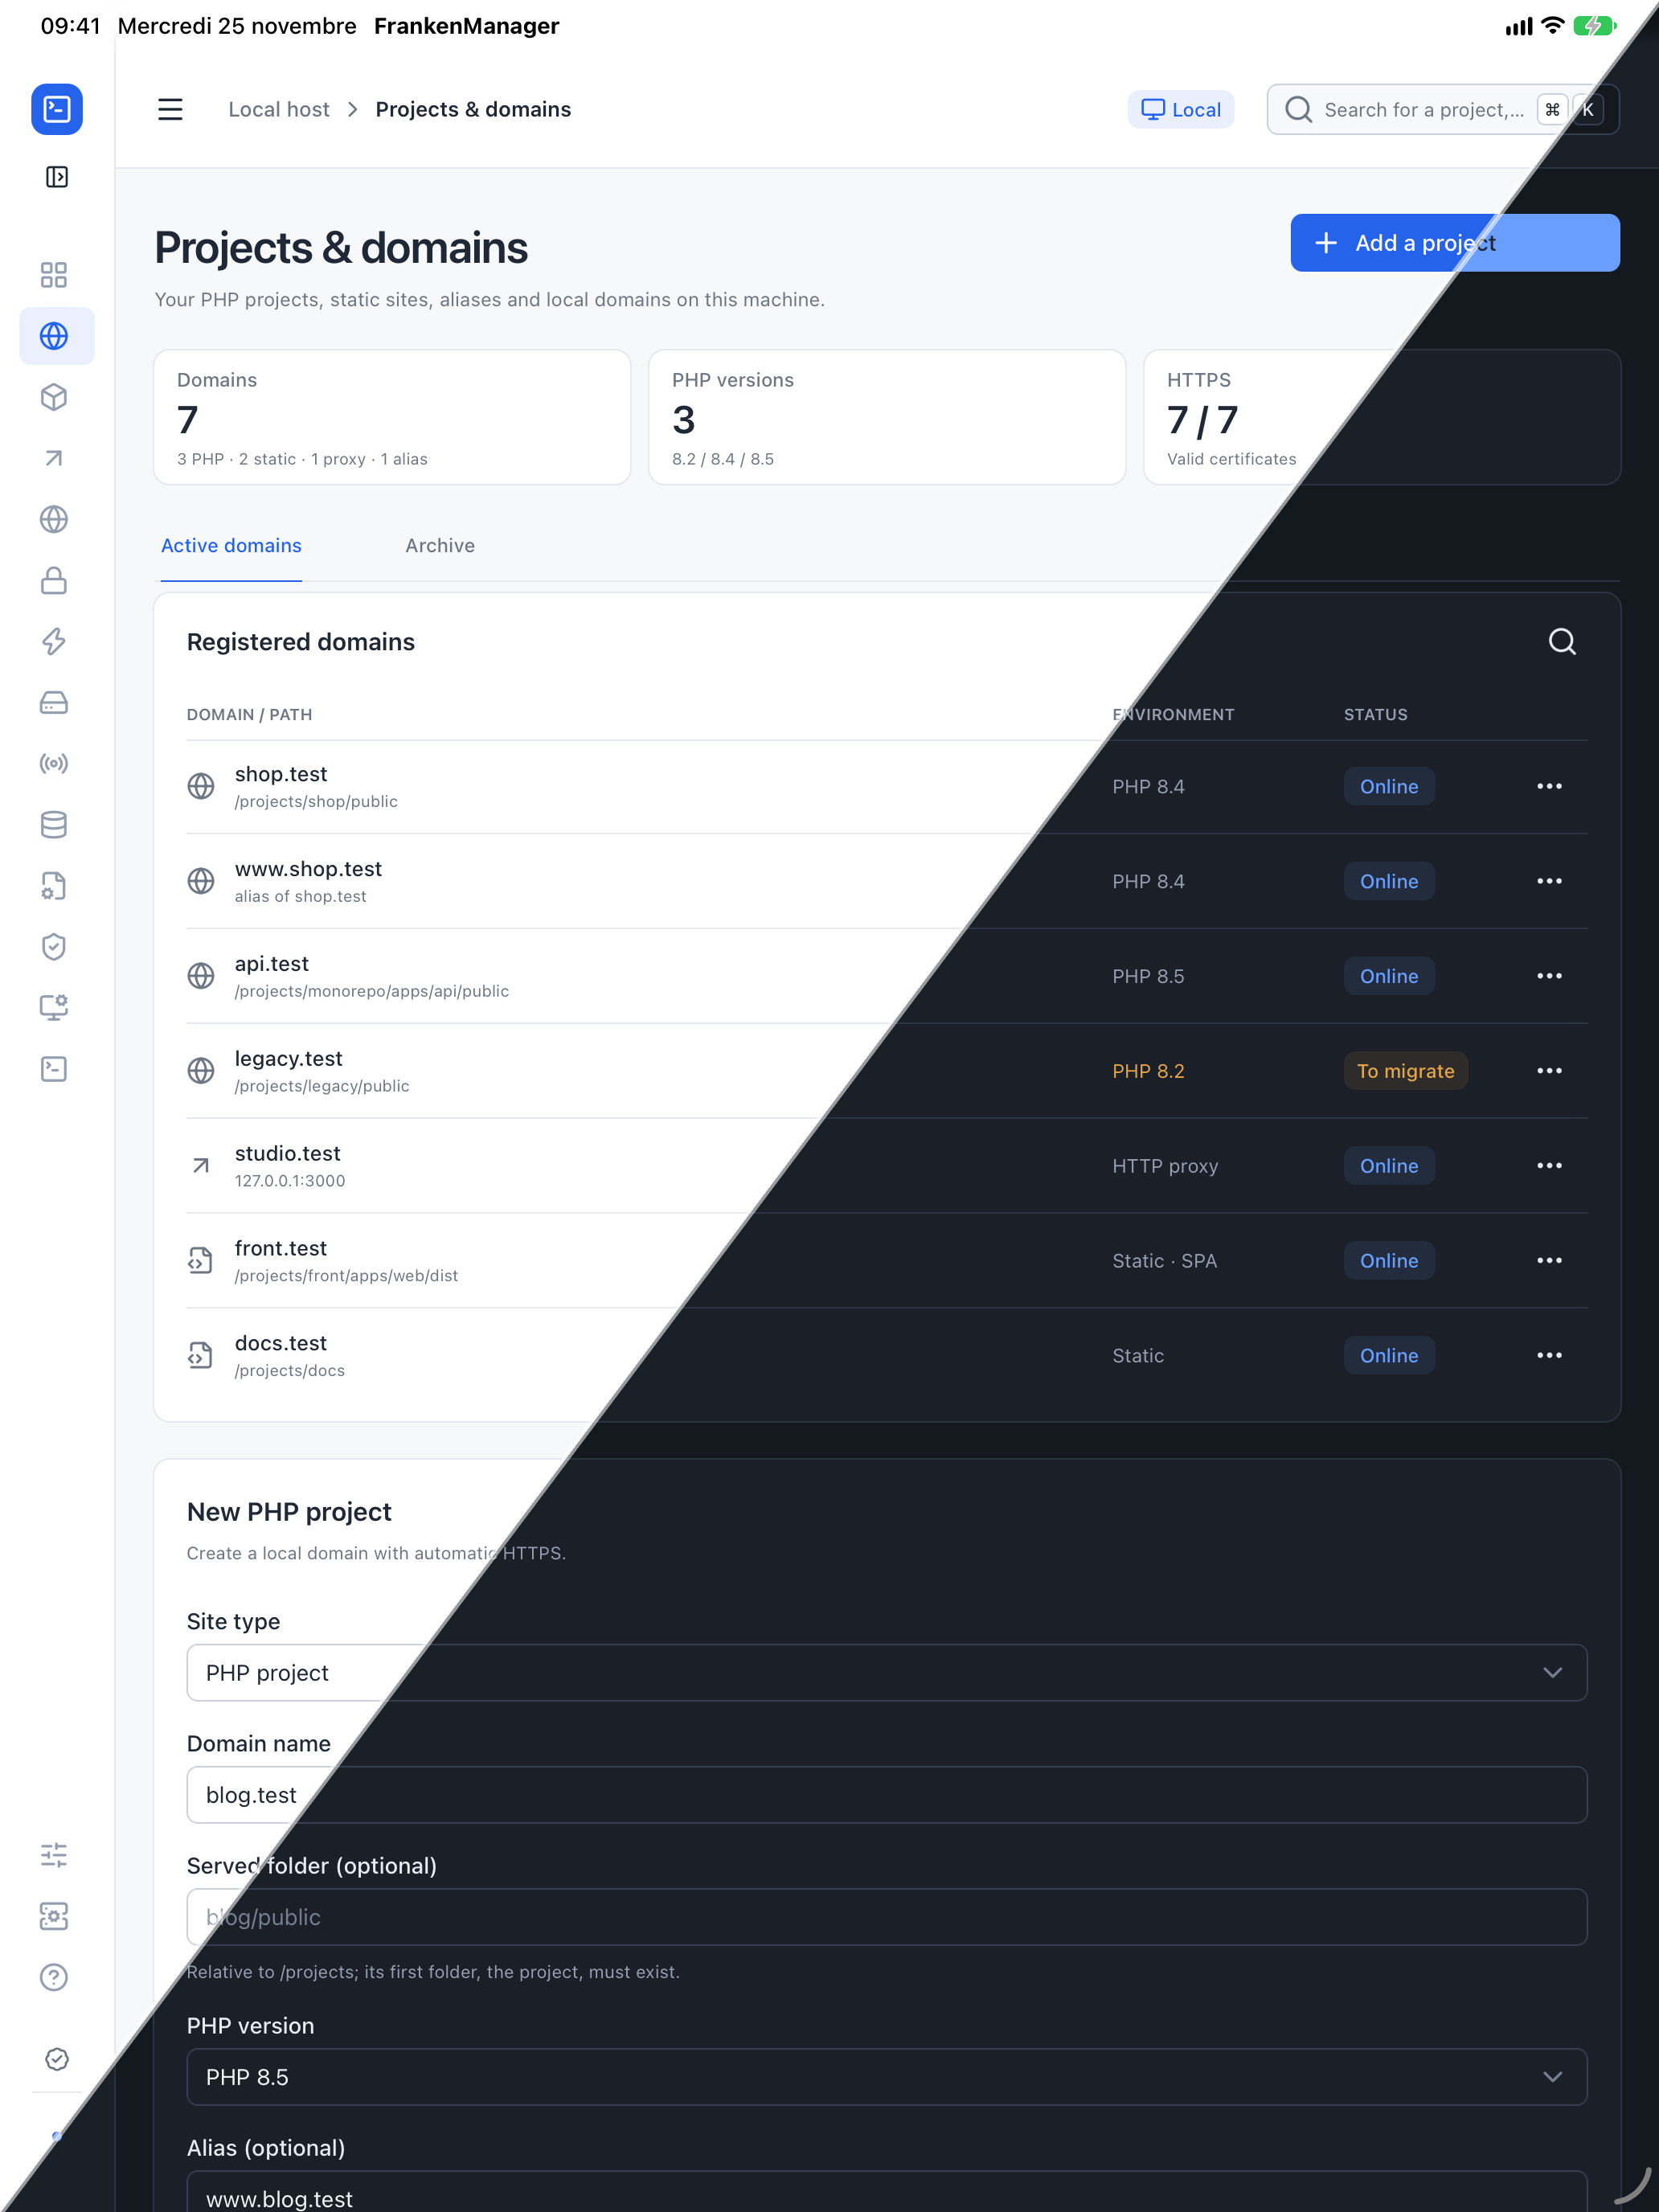 09:41 Mercredi 25 novembre FrankenManager
Local host Projects & domains
Local
Search for a project,... ⌘ K
Projects & domains
Add a project
Your PHP projects, static sites, aliases and local domains on this machine.
Domains
7
3 PHP · 2 static · 1 proxy · 1 alias
PHP versions
3
8.2 / 8.4 / 8.5
HTTPS
7 / 7
Valid certificates
Active domains
Archive
Registered domains
DOMAIN / PATH ENVIRONMENT STATUS
shop.test
/projects/shop/public
PHP 8.4
Online
www.shop.test
alias of shop.test
PHP 8.4
Online
api.test
/projects/monorepo/apps/api/public
PHP 8.5
Online
legacy.test
/projects/legacy/public
PHP 8.2
To migrate
studio.test
127.0.0.1:3000
HTTP proxy
Online
front.test
/projects/front/apps/web/dist
Static · SPA
Online
docs.test
/projects/docs
Static
Online
New PHP project
Create a local domain with automatic HTTPS.
Site type
PHP project
Domain name
blog.test
Served folder (optional)
blog/public
Relative to /projects; its first folder, the project, must exist.
PHP version
PHP 8.5
Alias (optional)
www.blog.test